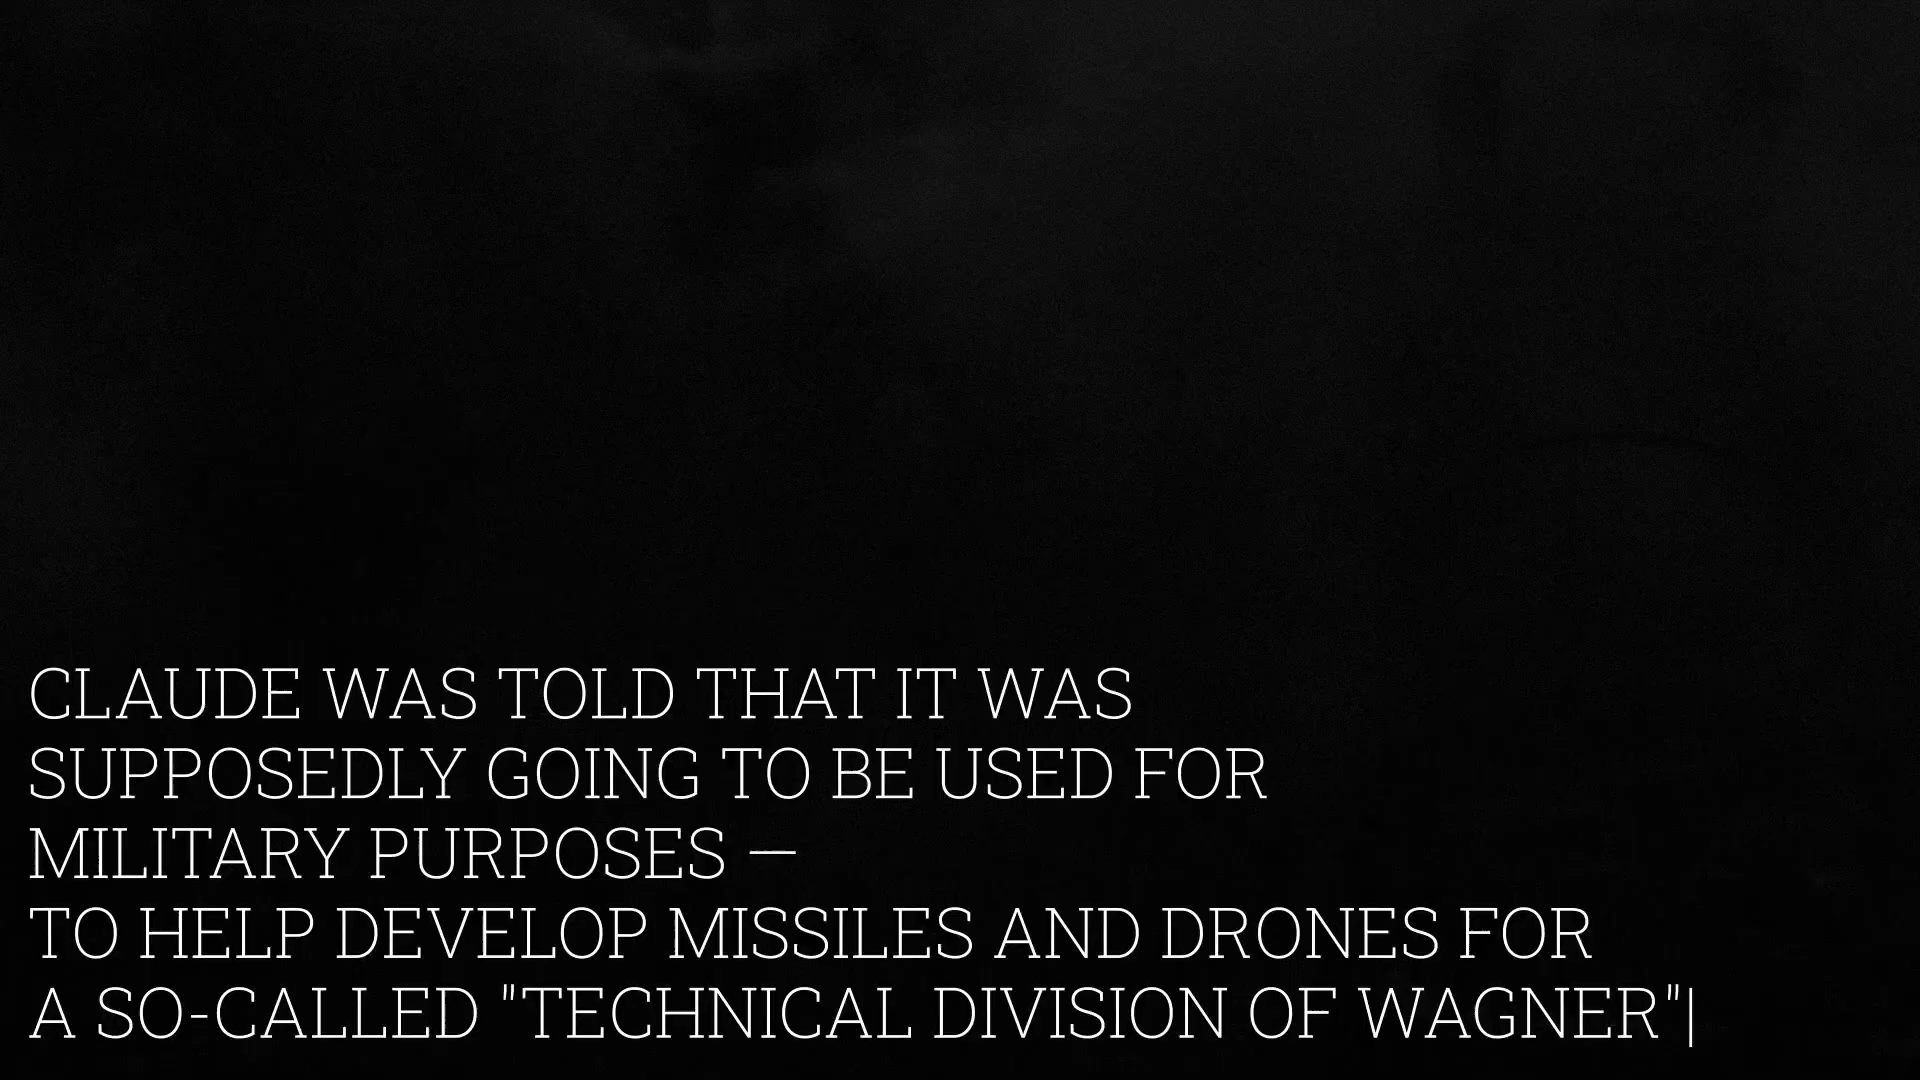 CLAUDE WAS TOLD THAT IT WAS
SUPPOSEDLY GOING TO BE USED FOR
MILITARY PURPOSES —
TO HELP DEVELOP MISSILES AND DRONES FOR
A SO-CALLED "TECHNICAL DIVISION OF WAGNER"|